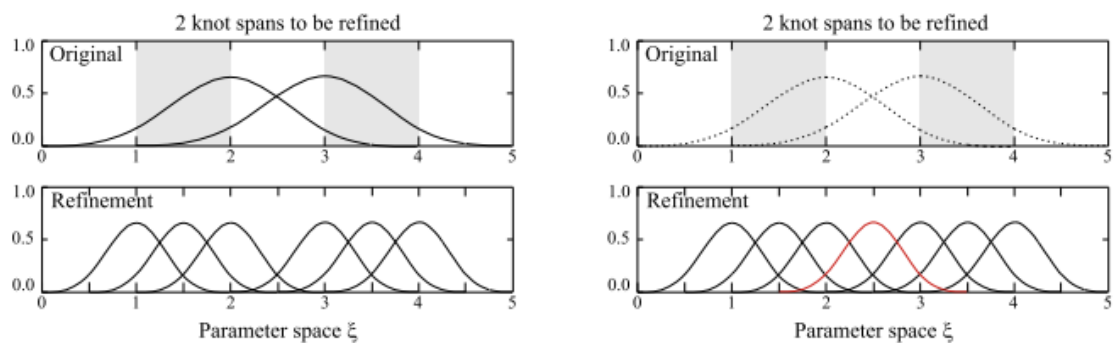 2 knot spans to be refined
1.0
Original
0.5
0.0
0 1 2 3 4 5
1.0
Refinement
0.5
0.0
0 1 2 3 4 5
Parameter space ξ
2 knot spans to be refined
1.0
Original
0.5
0.0
0 1 2 3 4 5
1.0
Refinement
0.5
0.0
0 1 2 3 4 5
Parameter space ξ